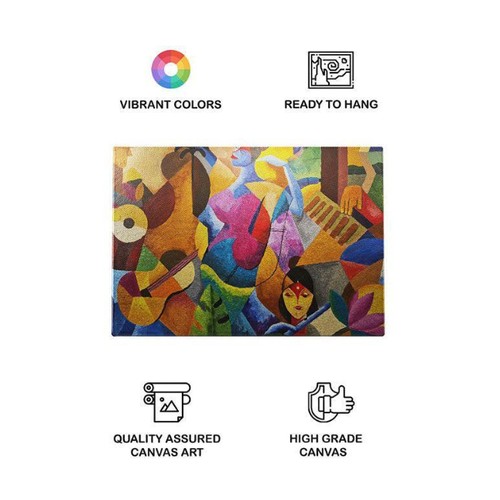 VIBRANT COLORS
READY TO HANG
QUALITY ASSURED
CANVAS ART
HIGH GRADE
CANVAS